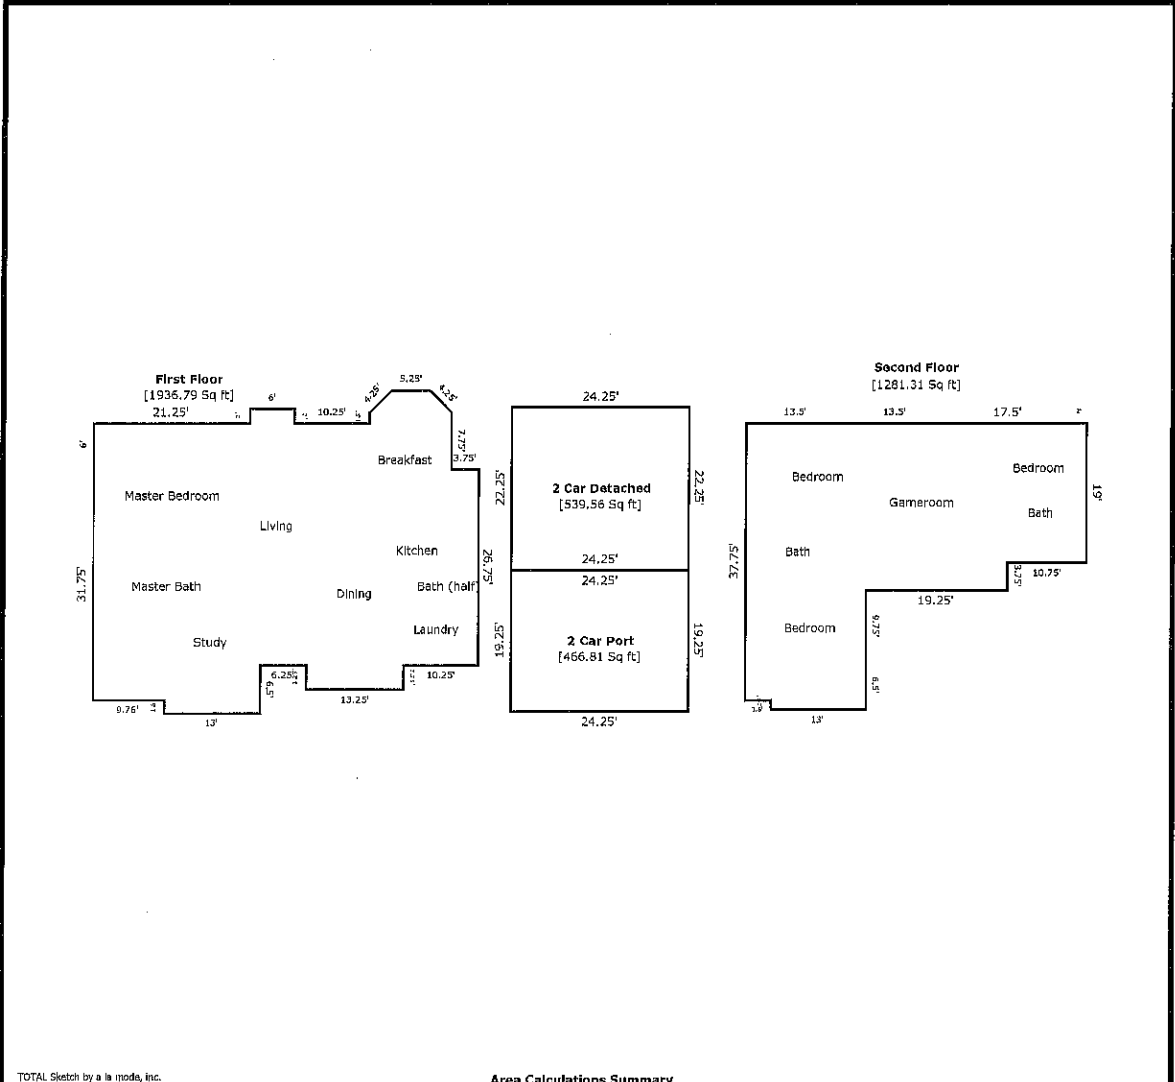 First Floor
[1936.79 Sq ft]
21.25'
6'
10.25'
4.25'
5.25'
4.25'
7.75'
3.75'
6'
31.75'
26.75'
Breakfast
Master Bedroom
Living
Kitchen
Master Bath
Dining
Bath (half)
Laundry
Study
9.76'
13'
6.5'
6.25'
13.25'
10.25'
24.25'
22.25'
22.25'
2 Car Detached
[539.56 Sq ft]
24.25'
24.25'
19.25'
19.25'
2 Car Port
[466.81 Sq ft]
24.25'
Second Floor
[1281.31 Sq ft]
13.5'
13.5'
17.5'
2'
37.75'
19'
Bedroom
Bedroom
Gameroom
Bath
Bath
Bedroom
3.75'
10.75'
19.25'
9.75'
6.5'
13'
TOTAL Sketch by a la mode, inc.
Area Calculations Summary